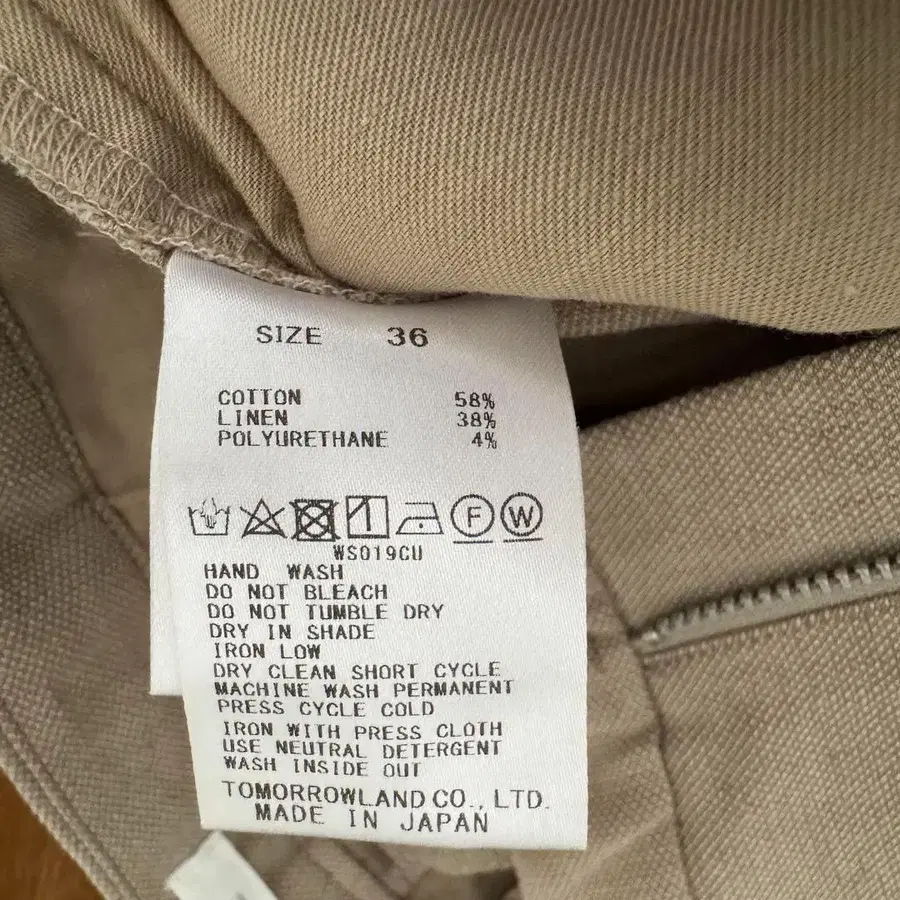 SIZE 36
COTTON 58%
LINEN 38%
POLYURETHANE 4%
F W
WS019CU
HAND WASH
DO NOT BLEACH
DO NOT TUMBLE DRY
DRY IN SHADE
IRON LOW
DRY CLEAN SHORT CYCLE
MACHINE WASH PERMANENT
PRESS CYCLE COLD
IRON WITH PRESS CLOTH
USE NEUTRAL DETERGENT
WASH INSIDE OUT
TOMORROWLAND CO., LTD.
MADE IN JAPAN